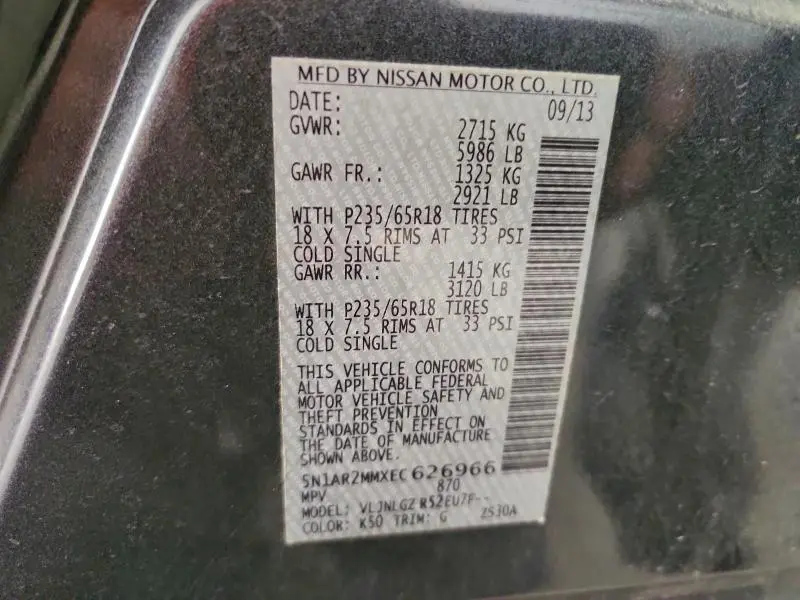 MFD BY NISSAN MOTOR CO., LTD.
DATE: 09/13
GVWR: 2715 KG
5986 LB
GAWR FR.: 1325 KG
2921 LB
WITH P235/65R18 TIRES
18 X 7.5 RIMS AT 33 PSI
COLD SINGLE
GAWR RR.: 1415 KG
3120 LB
WITH P235/65R18 TIRES
18 X 7.5 RIMS AT 33 PSI
COLD SINGLE
THIS VEHICLE CONFORMS TO
ALL APPLICABLE FEDERAL
MOTOR VEHICLE SAFETY AND
THEFT PREVENTION
STANDARDS IN EFFECT ON
THE DATE OF MANUFACTURE
SHOWN ABOVE.
5N1AR2MMXEC626966
MPV 870
MODEL: VLJNLGZ R52EU7F--
COLOR: K50 TRIM: G ZS30A